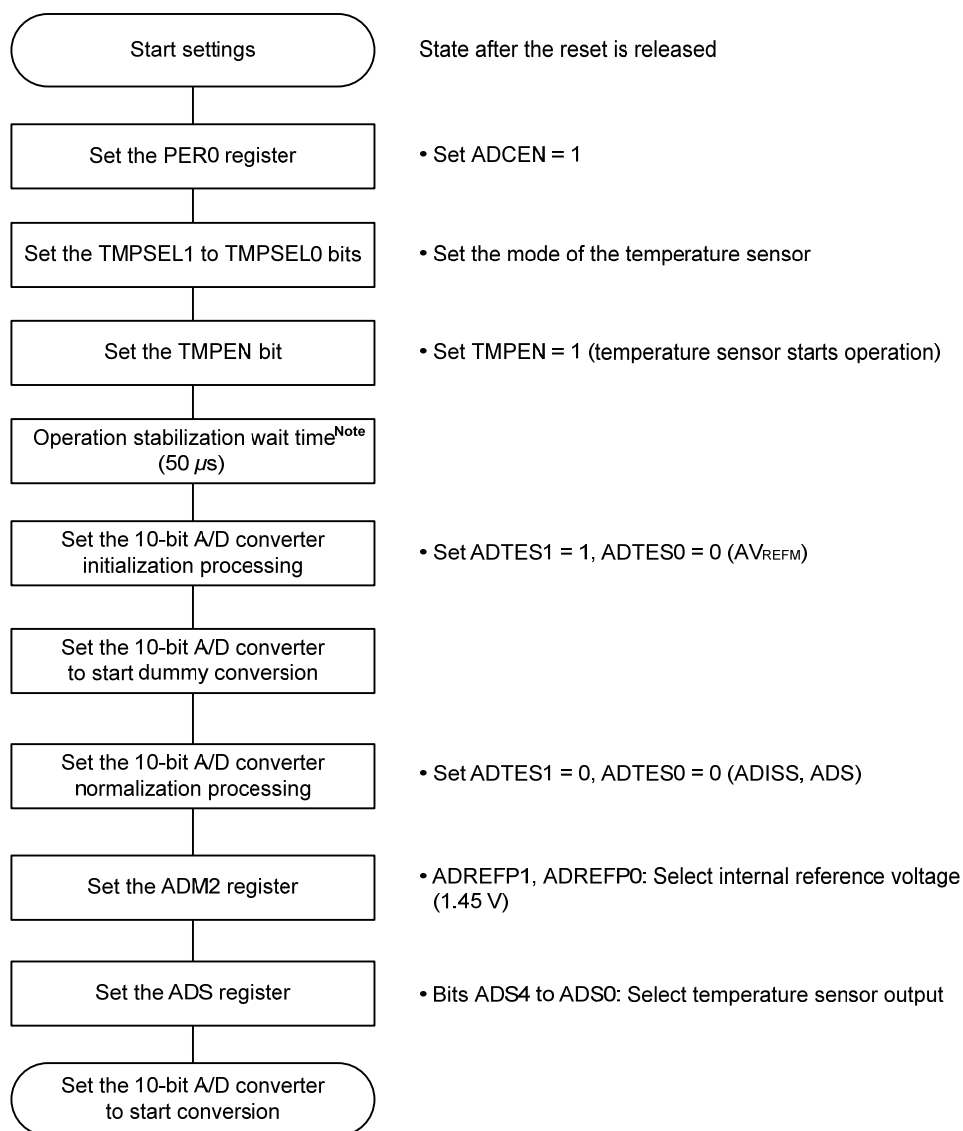 Start settings
State after the reset is released
Set the PER0 register
• Set ADCEN = 1
Set the TMPSEL1 to TMPSEL0 bits
• Set the mode of the temperature sensor
Set the TMPEN bit
• Set TMPEN = 1 (temperature sensor starts operation)
Operation stabilization wait timeNote
(50 µs)
Set the 10-bit A/D converter
initialization processing
• Set ADTES1 = 1, ADTES0 = 0 (AVREFM)
Set the 10-bit A/D converter
to start dummy conversion
Set the 10-bit A/D converter
normalization processing
• Set ADTES1 = 0, ADTES0 = 0 (ADISS, ADS)
Set the ADM2 register
• ADREFP1, ADREFP0: Select internal reference voltage
(1.45 V)
Set the ADS register
• Bits ADS4 to ADS0: Select temperature sensor output
Set the 10-bit A/D converter
to start conversion